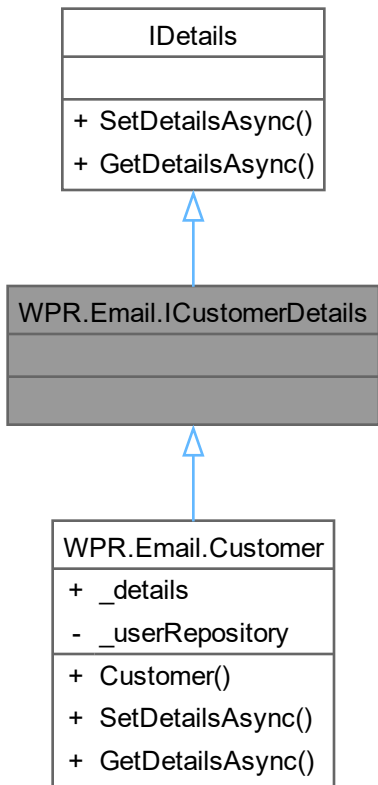 IDetails
+ SetDetailsAsync()
+ GetDetailsAsync()
WPR.Email.ICustomerDetails
WPR.Email.Customer
+ _details
- _userRepository
+ Customer()
+ SetDetailsAsync()
+ GetDetailsAsync()